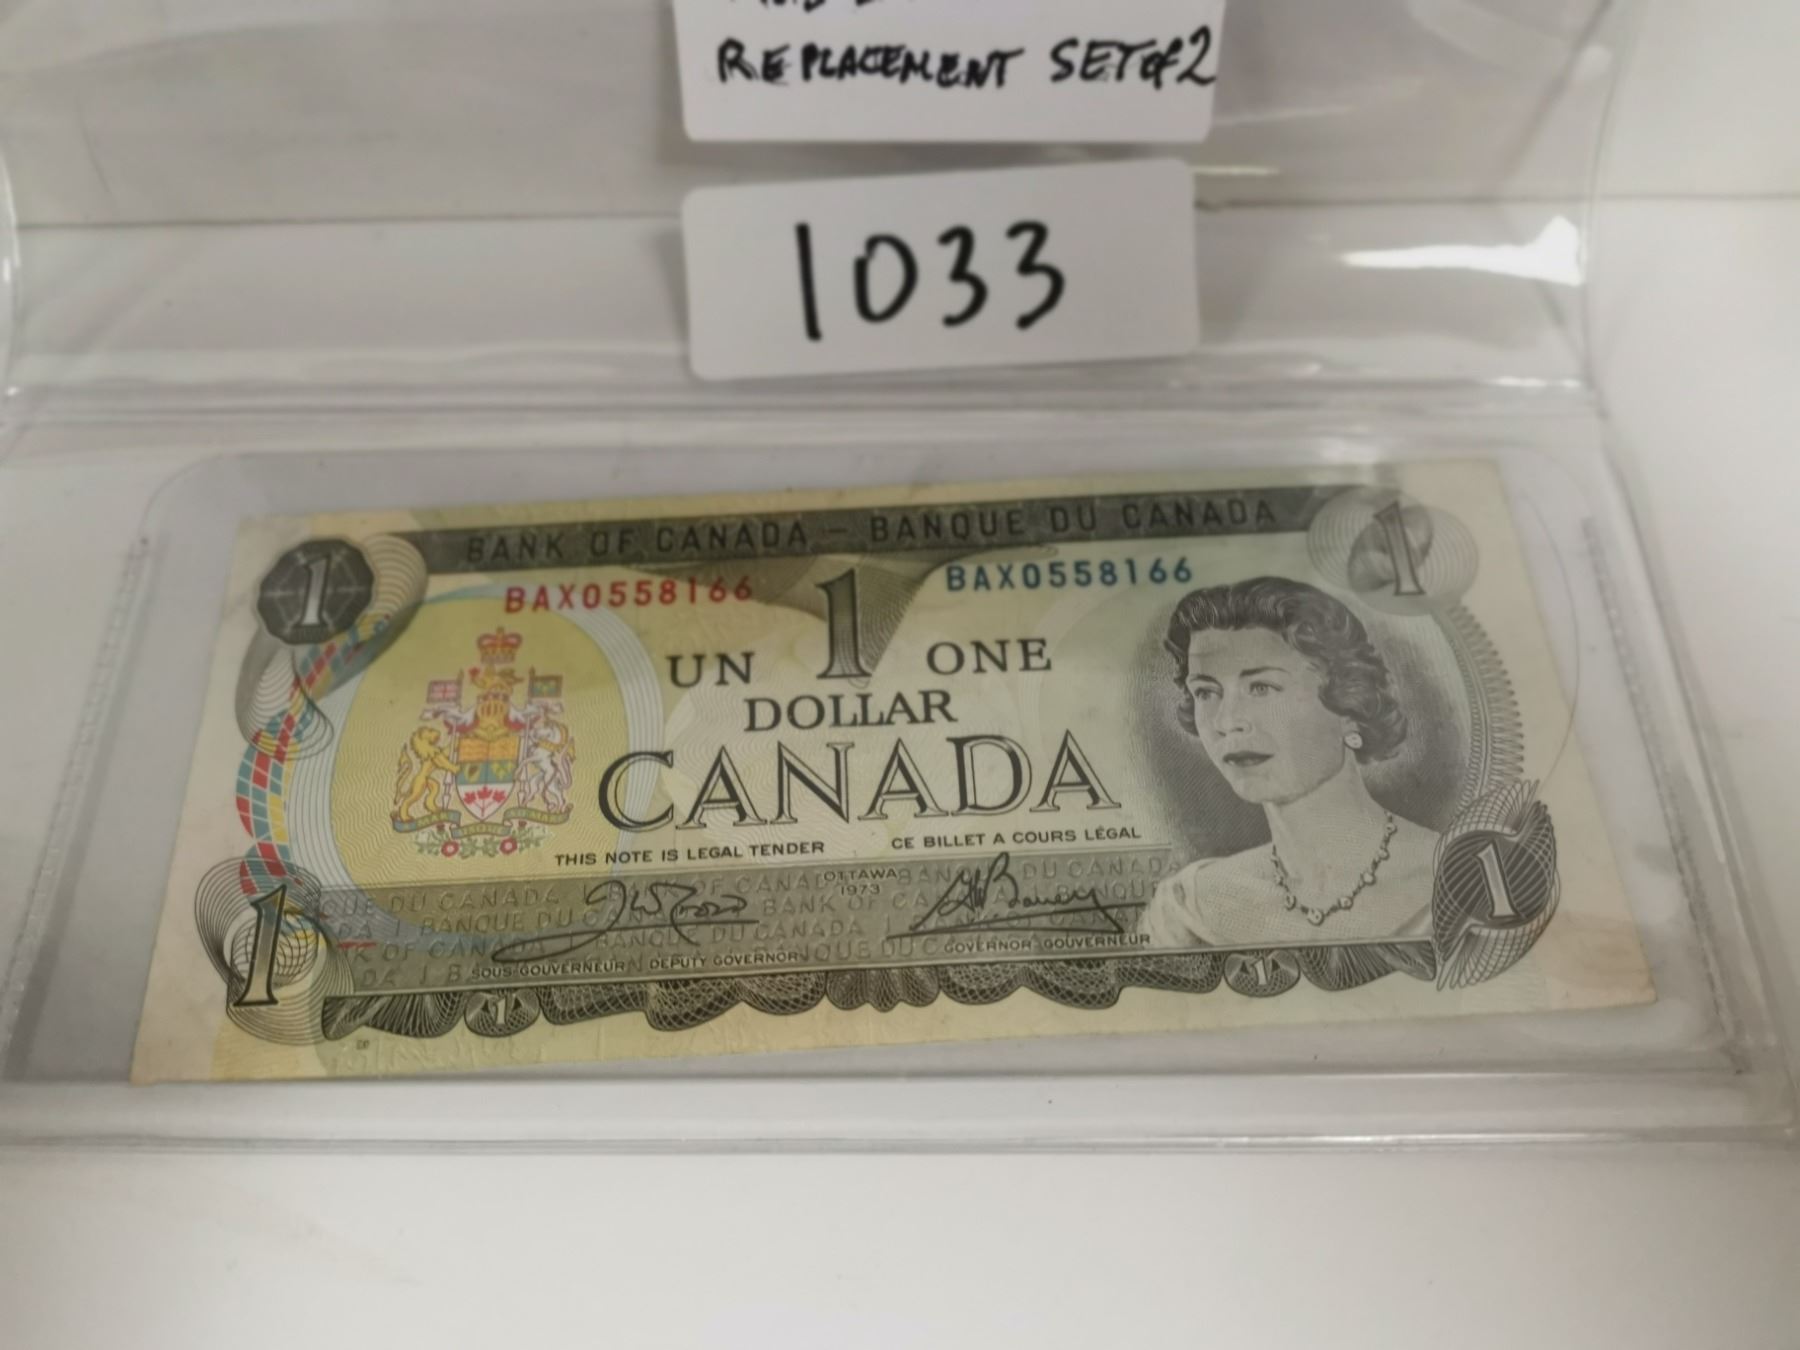 REPLACEMENT SET of 2
1033
BANK OF CANADA – BANQUE DU CANADA
1
1
BAX0558166
BAX0558166
1
UN
ONE
DOLLAR
CANADA
THIS NOTE IS LEGAL TENDER
CE BILLET A COURS LÉGAL
OTTAWA
1973
SOUS-GOUVERNEUR
DEPUTY GOVERNOR
GOVERNOR-GOUVERNEUR
1
1
1
1